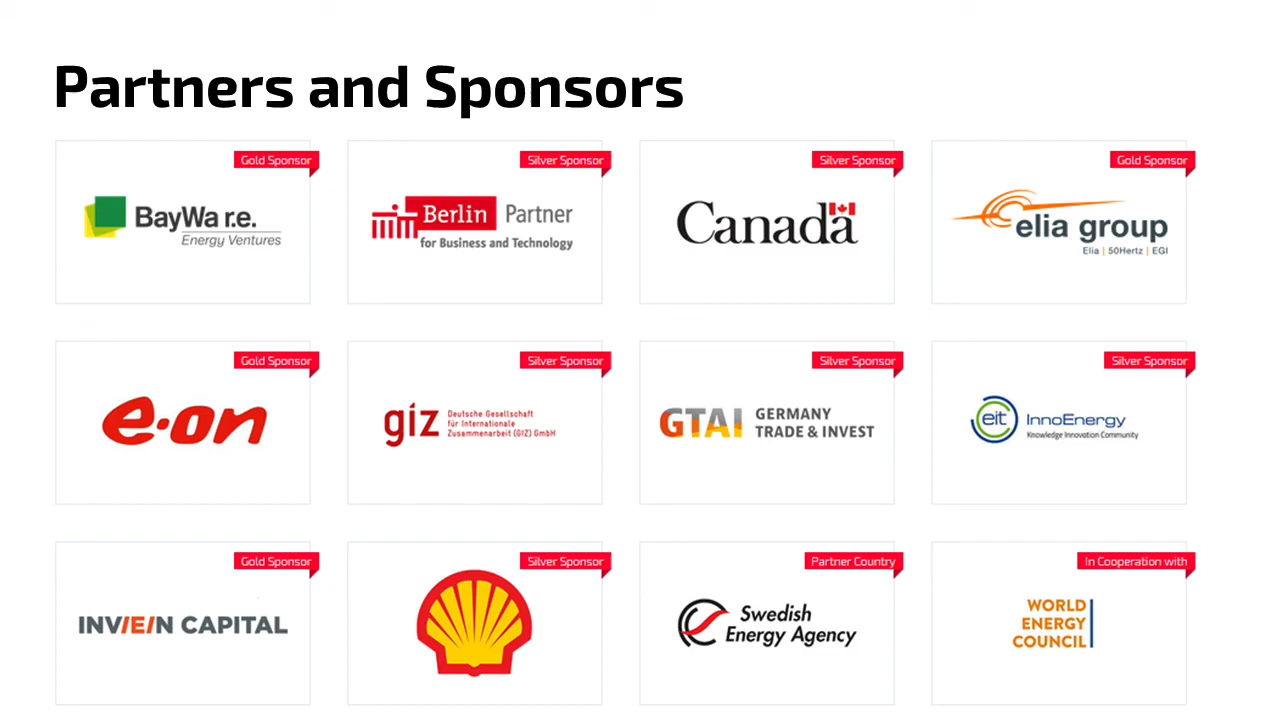 Partners and Sponsors
Gold Sponsor
BayWa r.e.
Energy Ventures
Silver Sponsor
Berlin Partner
for Business and Technology
Silver Sponsor
Canada
Gold Sponsor
elia group
Elia | 50Hertz | EGI
Gold Sponsor
e·on
Silver Sponsor
giz
Deutsche Gesellschaft
für Internationale
Zusammenarbeit (GIZ) GmbH
Silver Sponsor
GTAI
GERMANY
TRADE & INVEST
Silver Sponsor
eit
InnoEnergy
Knowledge Innovation Community
Gold Sponsor
INV/E/N CAPITAL
Silver Sponsor
Partner Country
Swedish
Energy Agency
In Cooperation with
WORLD
ENERGY
COUNCIL